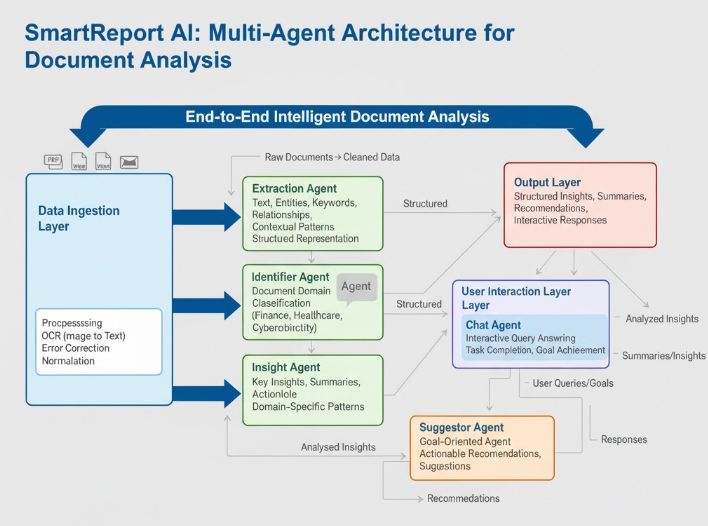 SmartReport AI: Multi-Agent Architecture for
Document Analysis
End-to-End Intelligent Document Analysis
PRP
Raw Documents → Cleaned Data
Data Ingestion
Layer
Procpesssing
OCR (mage to Text)
Error Correction
Normalation
Extraction Agent
Text, Entities, Keywords,
Relationships,
Contextual Patterns
Structured Representation
Structured
Identifier Agent
Agent
Document Domain
Classification
(Finance, Healthcare,
Cyberobirctity)
Structured
Insight Agent
Key Insights, Summaries,
Actionlole
Domain-Specific Patterns
Output Layer
Structured Insights, Summaries,
Recomendations,
Interactive Responses
User Interaction Layer
Layer
Chat Agent
Interactive Query Answring
Task Completion, Goal Achieement
Analyzed Insights
Summaries/Insights
User Queries/Goals
Suggestor Agent
Goal-Oriented Agent
Actionable Recomendations,
Suggestions
Analysed Insights
Responses
Recommedations